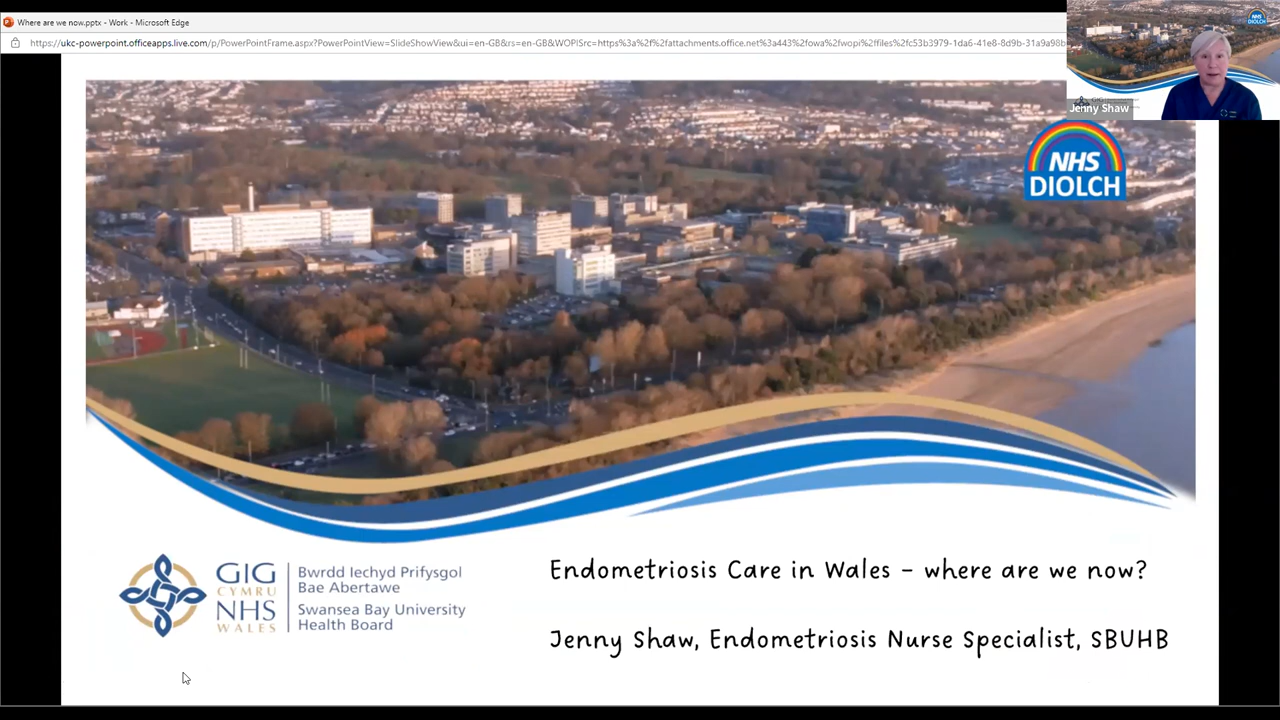 Where are we now.pptx - Work - Microsoft Edge
https://ukc-powerpoint.officeapps.live.com/p/PowerPointFrame.aspx?PowerPointView=SlideShowView&ui=en-GB&rs=en-GB&WOPISrc=https%3a%2f%2fattachments.office.net%3a443%2fowa%2fwopi%2ffiles%2fc53b3979-1da6-41e8-8d9b-31a9a98b
NHS
Jenny Shaw
NHS
DIOLCH
GIG
CYMRU
NHS
WALES
Bwrdd Iechyd Prifysgol
Bae Abertawe
Swansea Bay University
Health Board
Endometriosis Care in Wales – where are we now?
Jenny Shaw, Endometriosis Nurse Specialist, SBUHB